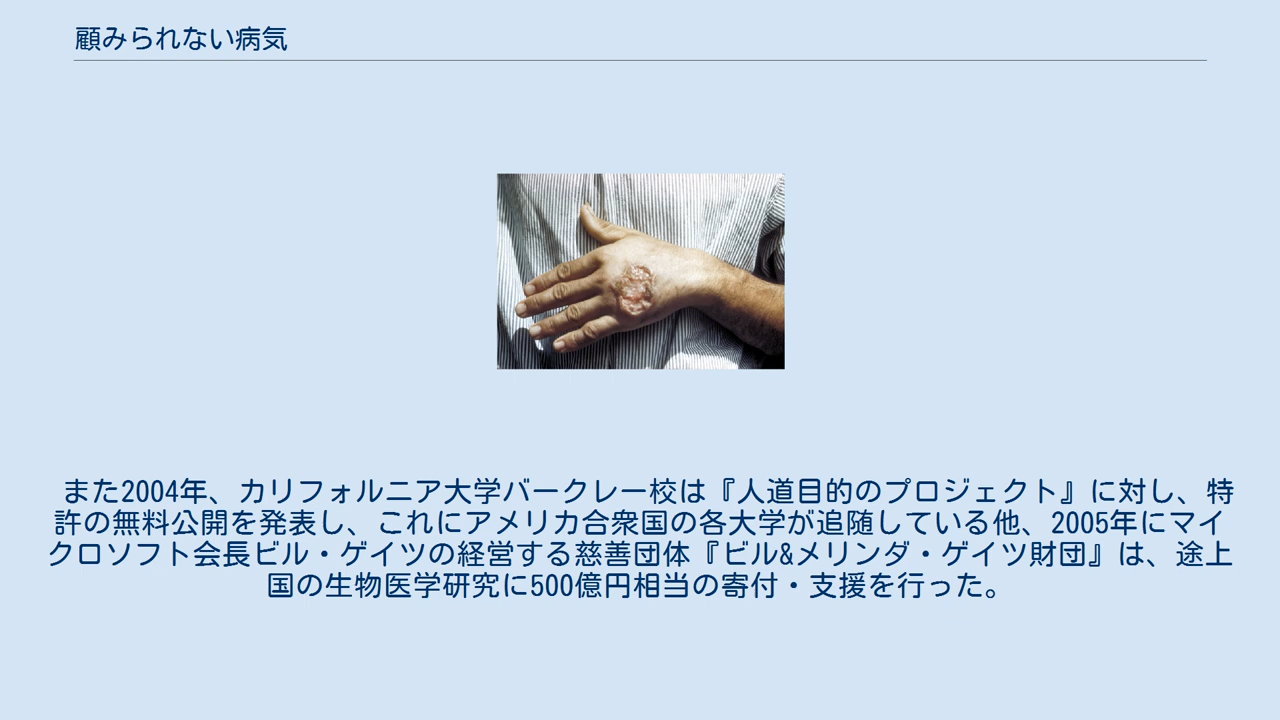 顧みられない病気
また2004年、カリフォルニア大学バークレー校は『人道目的のプロジェクト』に対し、特
許の無料公開を発表し、これにアメリカ合衆国の各大学が追随している他、2005年にマイ
クロソフト会長ビル・ゲイツの経営する慈善団体『ビル&メリンダ・ゲイツ財団』は、途上
国の生物医学研究に500億円相当の寄付・支援を行った。